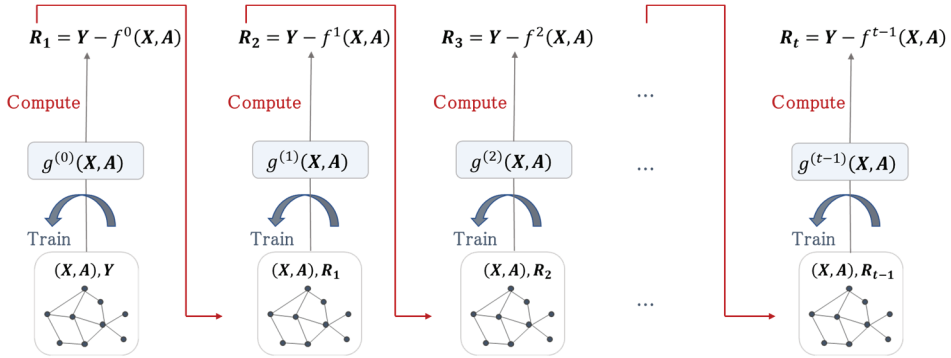 R₁ = Y − f⁰(X, A)
R₂ = Y − f¹(X, A)
R₃ = Y − f²(X, A)
Rₜ = Y − fᵗ⁻¹(X, A)
Compute
Compute
Compute
...
Compute
g⁽⁰⁾(X, A)
g⁽¹⁾(X, A)
g⁽²⁾(X, A)
...
g⁽ᵗ⁻¹⁾(X, A)
Train
Train
Train
Train
(X, A), Y
(X, A), R₁
(X, A), R₂
...
(X, A), Rₜ₋₁